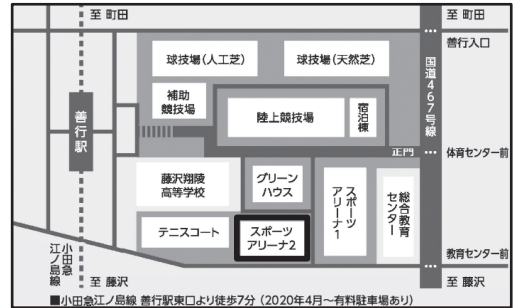 至 町田
至 町田
善行入口
球技場(人工芝)
球技場(天然芝)
国道467号線
補助
競技場
陸上競技場
宿泊棟
善行駅
正門
体育センター前
藤沢翔陵
高等学校
グリーン
ハウス
スポーツ
アリーナ1
総合教育
センター
テニスコート
スポーツ
アリーナ2
小田急
江ノ島線
教育センター前
至 藤沢
至 藤沢
■小田急江ノ島線 善行駅東口より徒歩7分(2020年4月〜有料駐車場あり)